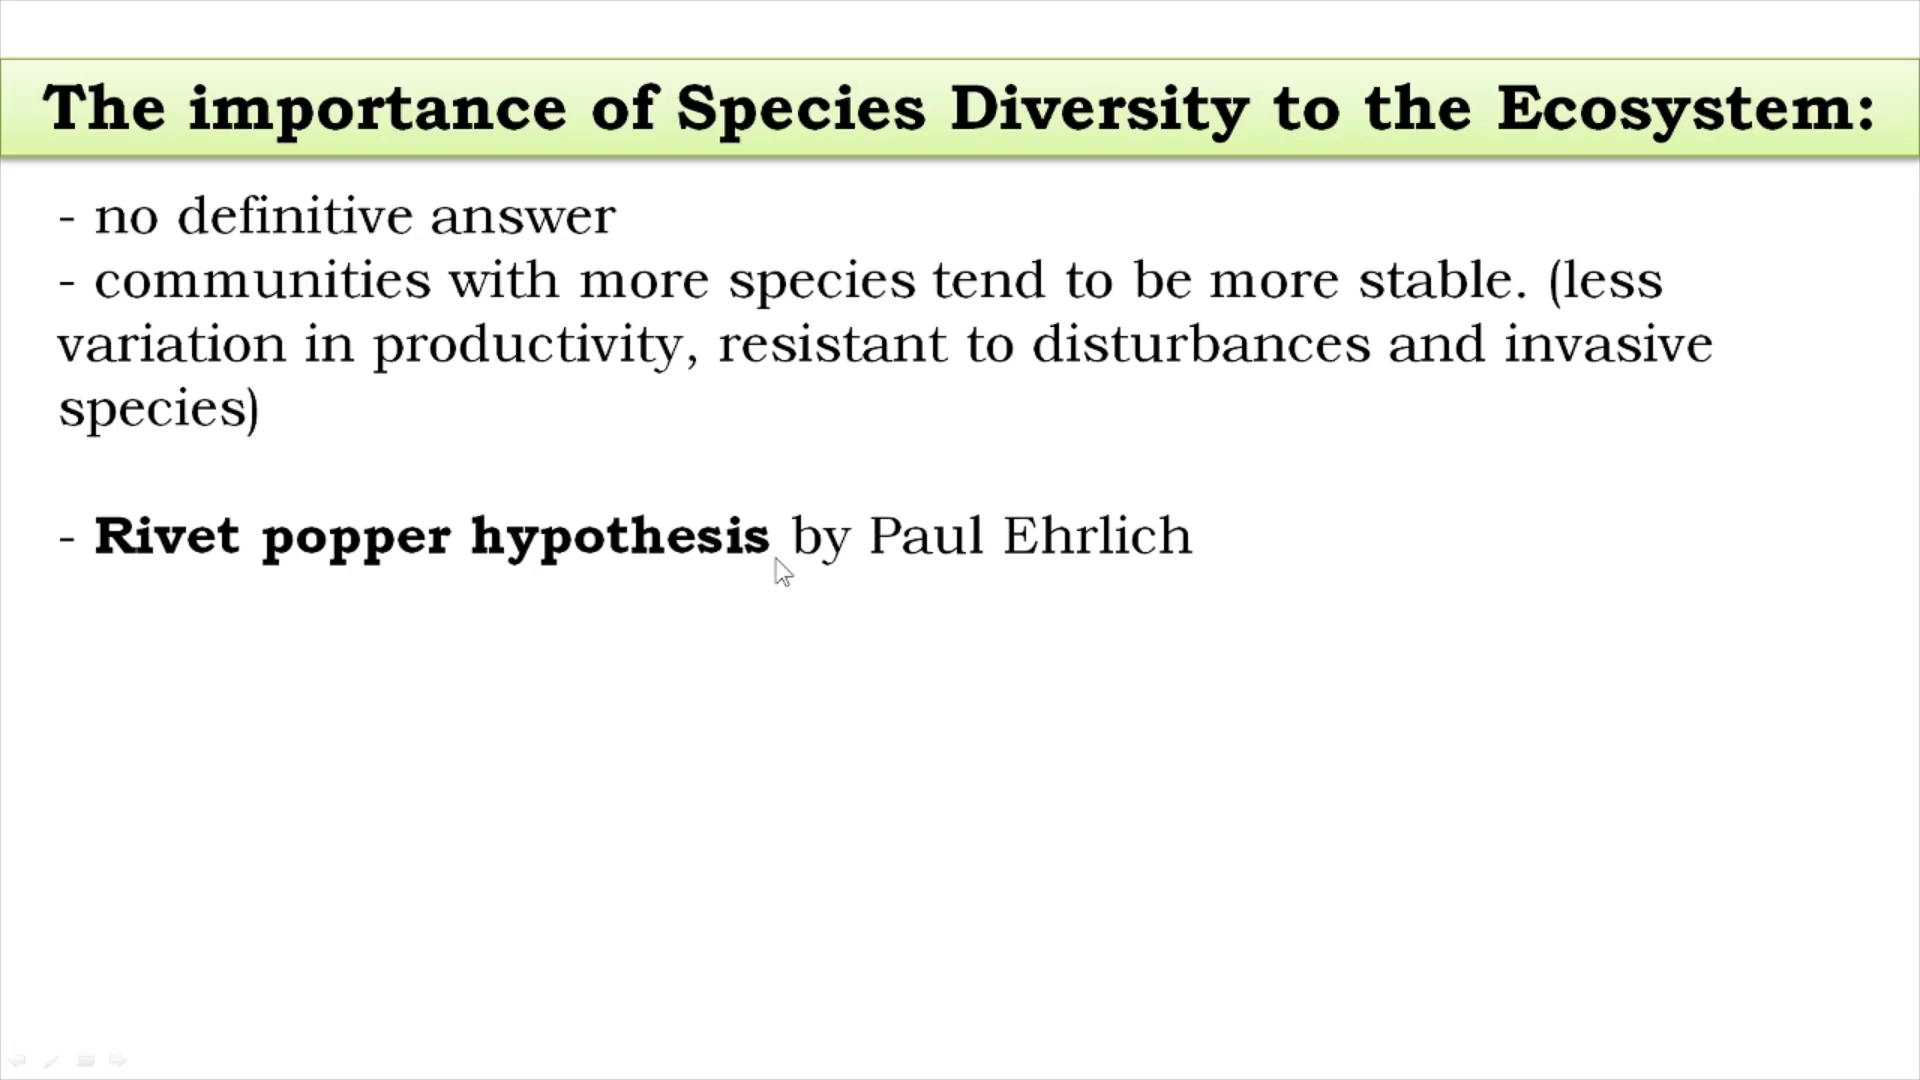 The importance of Species Diversity to the Ecosystem:
- no definitive answer
- communities with more species tend to be more stable. (less
variation in productivity, resistant to disturbances and invasive
species)
- Rivet popper hypothesis by Paul Ehrlich